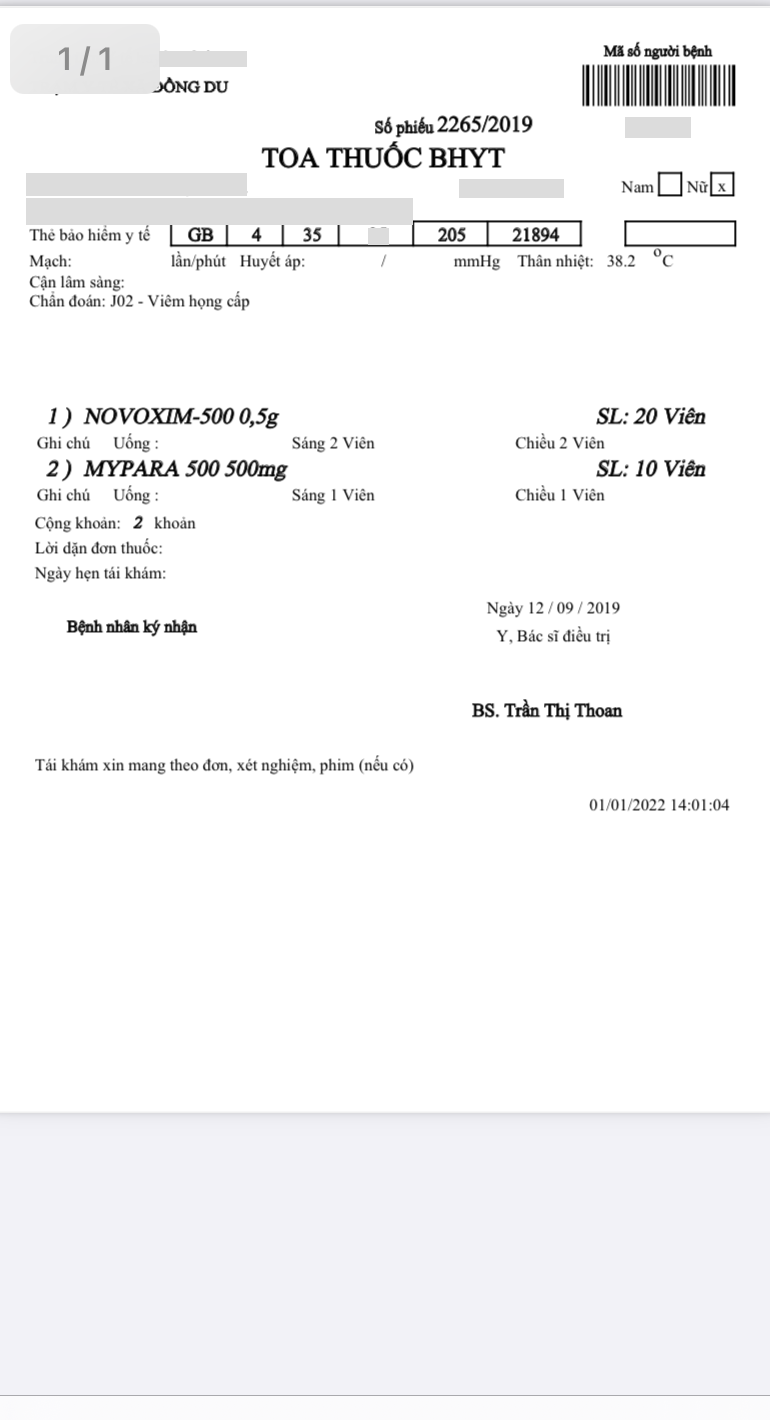 1/1
Mã số người bệnh
ĐÔNG DU
Số phiếu 2265/2019
TOA THUỐC BHYT
Nam Nữ x
Thẻ bảo hiểm y tế GB 4 35 205 21894
Mạch: lần/phút Huyết áp: / mmHg Thân nhiệt: 38.2 °C
Cận lâm sàng:
Chẩn đoán: J02 - Viêm họng cấp
1 ) NOVOXIM-500 0,5g SL: 20 Viên
Ghi chú Uống : Sáng 2 Viên Chiều 2 Viên
2 ) MYPARA 500 500mg SL: 10 Viên
Ghi chú Uống : Sáng 1 Viên Chiều 1 Viên
Cộng khoản: 2 khoản
Lời dặn đơn thuốc:
Ngày hẹn tái khám:
Ngày 12 / 09 / 2019
Bệnh nhân ký nhận
Y, Bác sĩ điều trị
BS. Trần Thị Thoan
Tái khám xin mang theo đơn, xét nghiệm, phim (nếu có)
01/01/2022 14:01:04